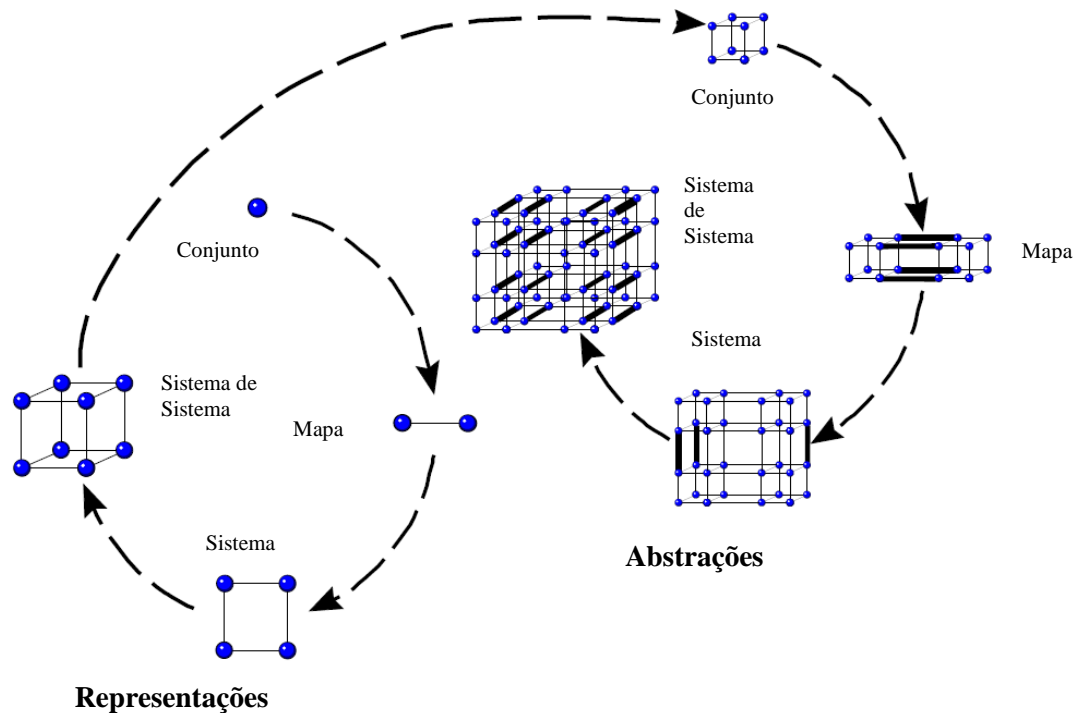 Conjunto
Sistema
de
Sistema
Conjunto
Mapa
Sistema
Sistema de
Sistema
Mapa
Sistema
Abstrações
Representações